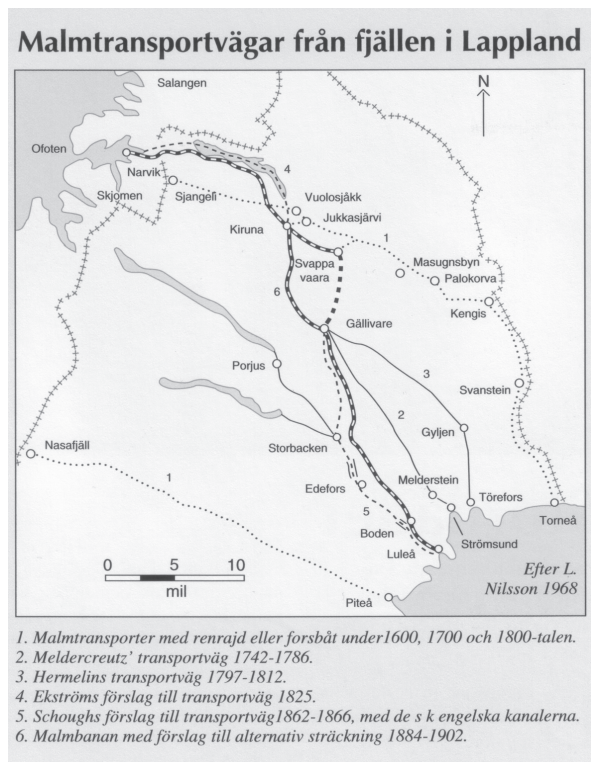 Malmtransportvägar från fjällen i Lappland
Salangen
N
Ofoten
Narvik
4
Skjomen
Sjangeli
Vuolosjåkk
Jukkasjärvi
Kiruna
1
Svappa
vaara
Masugnsbyn
Palokorva
6
Kengis
Gällivare
Porjus
3
Svanstein
2
Gyljen
Storbacken
Nasafjäll
1
Edefors
Melderstein
Törefors
5
Torneå
Boden
Strömsund
Luleå
0 5 10
mil
Efter L.
Nilsson 1968
Piteå
1. Malmtransporter med renrajd eller forsbåt under1600, 1700 och 1800-talen.
2. Meldercreutz’ transportväg 1742-1786.
3. Hermelins transportväg 1797-1812.
4. Ekströms förslag till transportväg 1825.
5. Schoughs förslag till transportväg1862-1866, med de s k engelska kanalerna.
6. Malmbanan med förslag till alternativ sträckning 1884-1902.